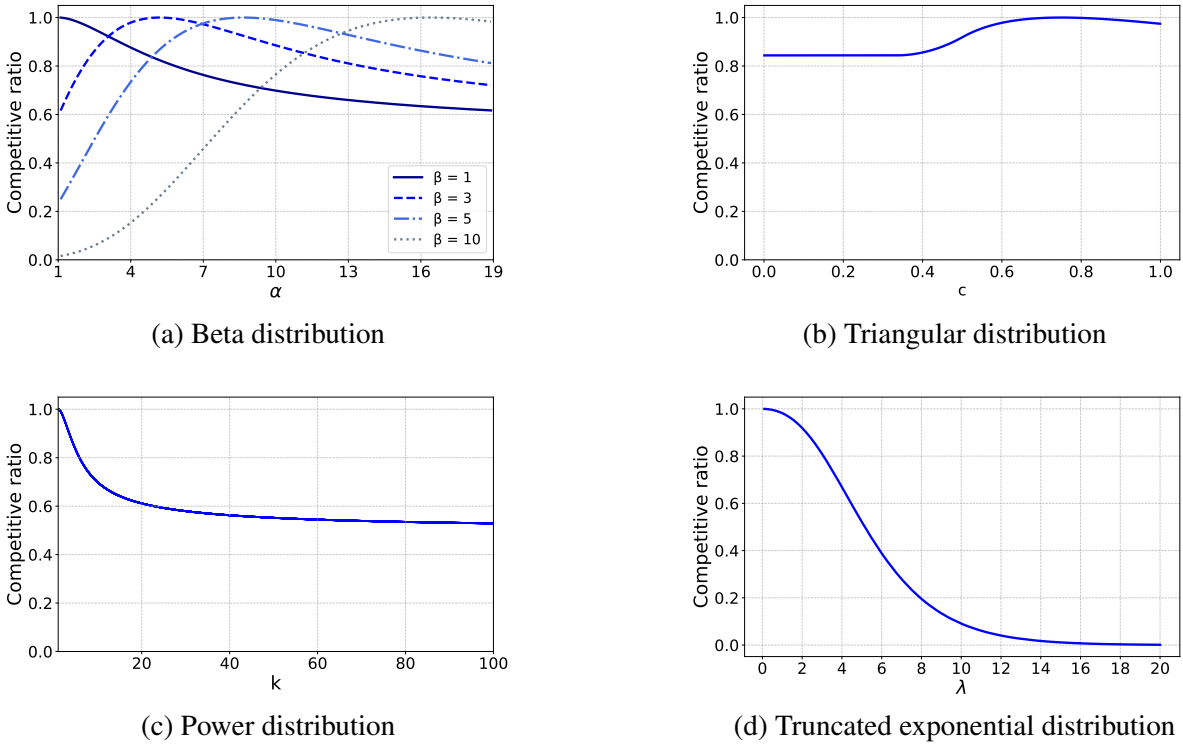 1.0
0.8
0.6
0.4
0.2
0.0
Competitive ratio
β = 1
β = 3
β = 5
β = 10
1 4 7 10 13 16 19
α
(a) Beta distribution
1.0
0.8
0.6
0.4
0.2
0.0
Competitive ratio
0.0 0.2 0.4 0.6 0.8 1.0
c
(b) Triangular distribution
1.0
0.8
0.6
0.4
0.2
0.0
Competitive ratio
20 40 60 80 100
k
(c) Power distribution
1.0
0.8
0.6
0.4
0.2
0.0
Competitive ratio
0 2 4 6 8 10 12 14 16 18 20
λ
(d) Truncated exponential distribution